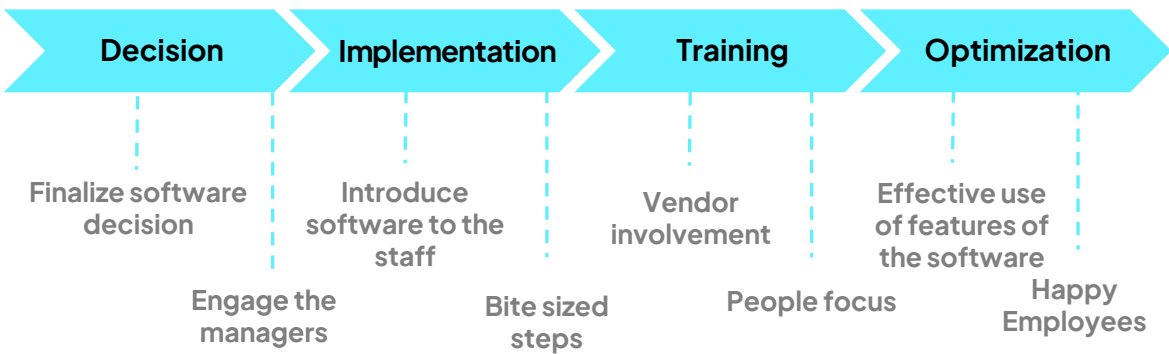 Decision
Implementation
Training
Optimization
Finalize software
decision
Engage the
managers
Introduce
software to the
staff
Bite sized
steps
Vendor
involvement
People focus
Effective use
of features of
the software
Happy
Employees